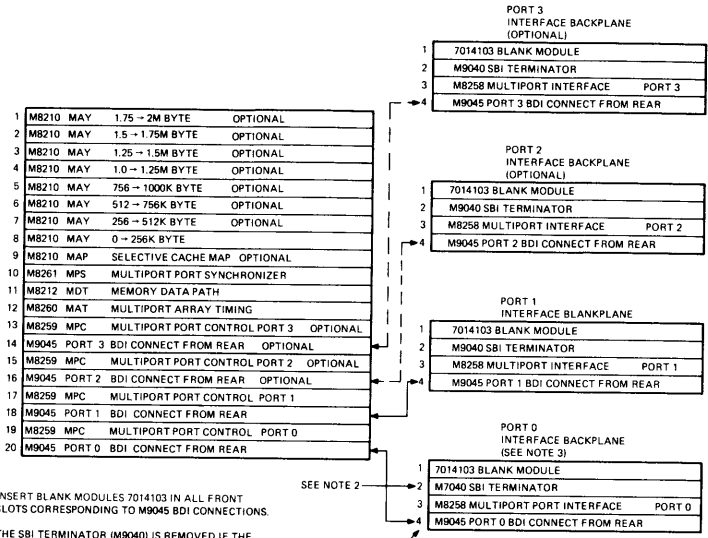 PORT 3
INTERFACE BACKPLANE
(OPTIONAL)
1 7014103 BLANK MODULE
2 M9040 SBI TERMINATOR
3 M8258 MULTIPORT INTERFACE PORT 3
4 M9045 PORT 3 BDI CONNECT FROM REAR
PORT 2
INTERFACE BACKPLANE
(OPTIONAL)
1 7014103 BLANK MODULE
2 M9040 SBI TERMINATOR
3 M8258 MULTIPORT INTERFACE PORT 2
4 M9045 PORT 2 BDI CONNECT FROM REAR
PORT 1
INTERFACE BLANKPLANE
1 7014103 BLANK MODULE
2 M9040 SBI TERMINATOR
3 M8258 MULTIPORT INTERFACE PORT 1
4 M9045 PORT 1 BDI CONNECT FROM REAR
PORT 0
INTERFACE BACKPLANE
(SEE NOTE 3)
1 7014103 BLANK MODULE
SEE NOTE 2 2 M7040 SBI TERMINATOR
3 M8258 MULTIPORT PORT INTERFACE PORT 0
4 M9045 PORT 0 BDI CONNECT FROM REAR
1 M8210 MAY 1.75 → 2M BYTE OPTIONAL
2 M8210 MAY 1.5 → 1.75M BYTE OPTIONAL
3 M8210 MAY 1.25 → 1.5M BYTE OPTIONAL
4 M8210 MAY 1.0 → 1.25M BYTE OPTIONAL
5 M8210 MAY 756 → 1000K BYTE OPTIONAL
6 M8210 MAY 512 → 756K BYTE OPTIONAL
7 M8210 MAY 256 → 512K BYTE OPTIONAL
8 M8210 MAY 0 → 256K BYTE
9 M8210 MAP SELECTIVE CACHE MAP OPTIONAL
10 M8261 MPS MULTIPORT PORT SYNCHRONIZER
11 M8212 MDT MEMORY DATA PATH
12 M8260 MAT MULTIPORT ARRAY TIMING
13 M8259 MPC MULTIPORT PORT CONTROL PORT 3 OPTIONAL
14 M9045 PORT 3 BDI CONNECT FROM REAR OPTIONAL
15 M8259 MPC MULTIPORT PORT CONTROL PORT 2 OPTIONAL
16 M9045 PORT 2 BDI CONNECT FROM REAR OPTIONAL
17 M8259 MPC MULTIPORT PORT CONTROL PORT 1
18 M9045 PORT 1 BDI CONNECT FROM REAR
19 M8259 MPC MULTIPORT PORT CONTROL PORT 0
20 M9045 PORT 0 BDI CONNECT FROM REAR
NSERT BLANK MODULES 7014103 IN ALL FRONT
SLOTS CORRESPONDING TO M9045 BDI CONNECTIONS.
THE SBI TERMINATOR (M9040) IS REMOVED IF THE